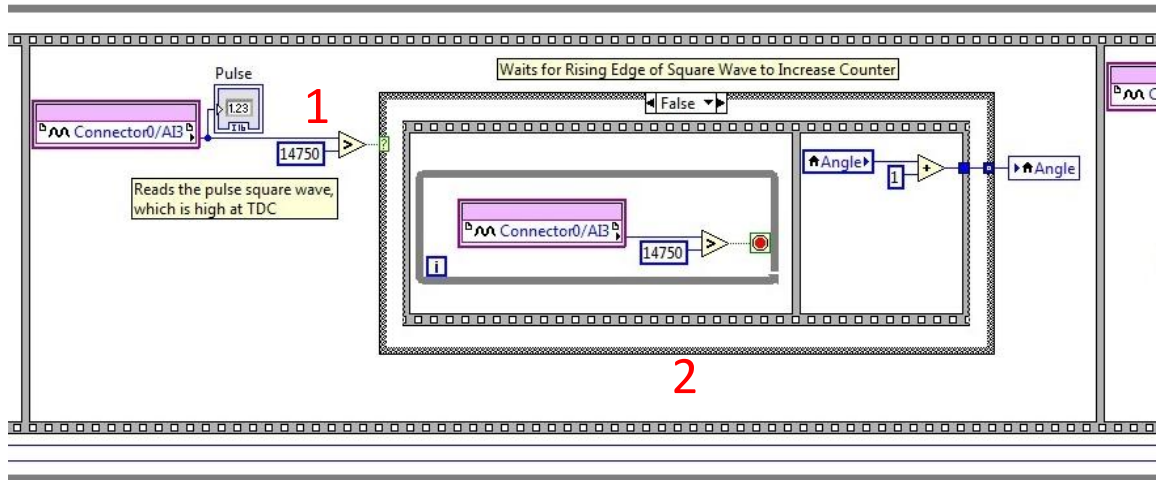 Waits for Rising Edge of Square Wave to Increase Counter
Pulse
1.23
1
False
Connector0/AI3
14750
?
Angle
1
Angle
Reads the pulse square wave,
which is high at TDC
Connector0/AI3
14750
i
2